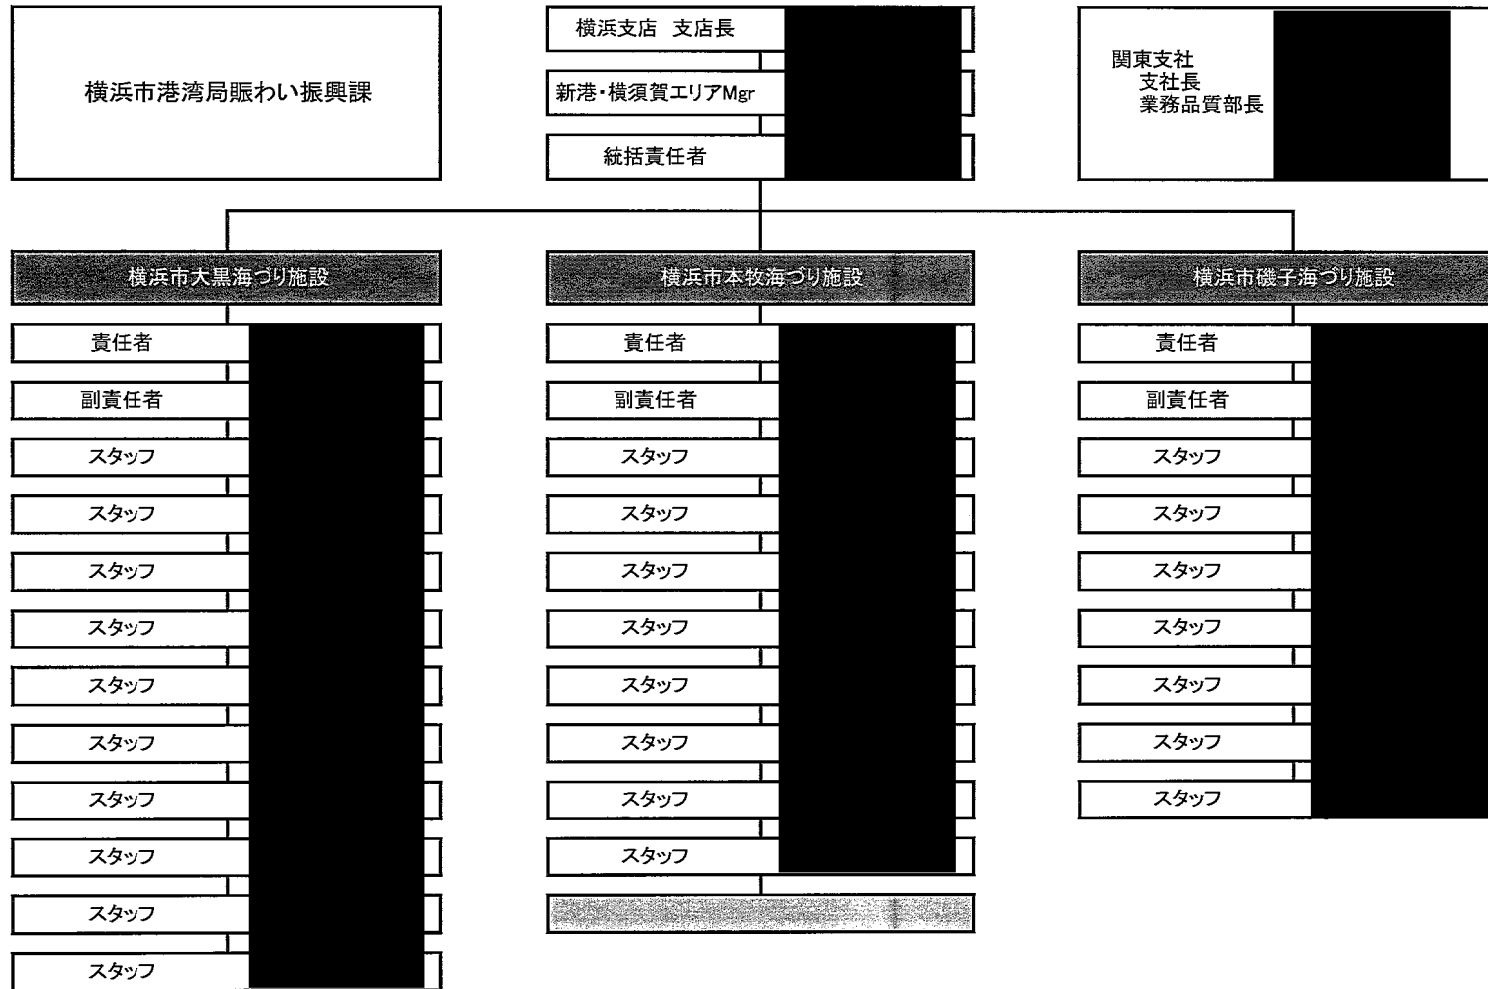 横浜市港湾局賑わい振興課
横浜支店 支店長
新港・横須賀エリアMgr
統括責任者
関東支社
支社長
業務品質部長
横浜市大黒海づり施設
責任者
副責任者
スタッフ
スタッフ
スタッフ
スタッフ
スタッフ
スタッフ
スタッフ
スタッフ
スタッフ
スタッフ
横浜市本牧海づり施設
責任者
副責任者
スタッフ
スタッフ
スタッフ
スタッフ
スタッフ
スタッフ
スタッフ
スタッフ
横浜市磯子海づり施設
責任者
副責任者
スタッフ
スタッフ
スタッフ
スタッフ
スタッフ
スタッフ
スタッフ